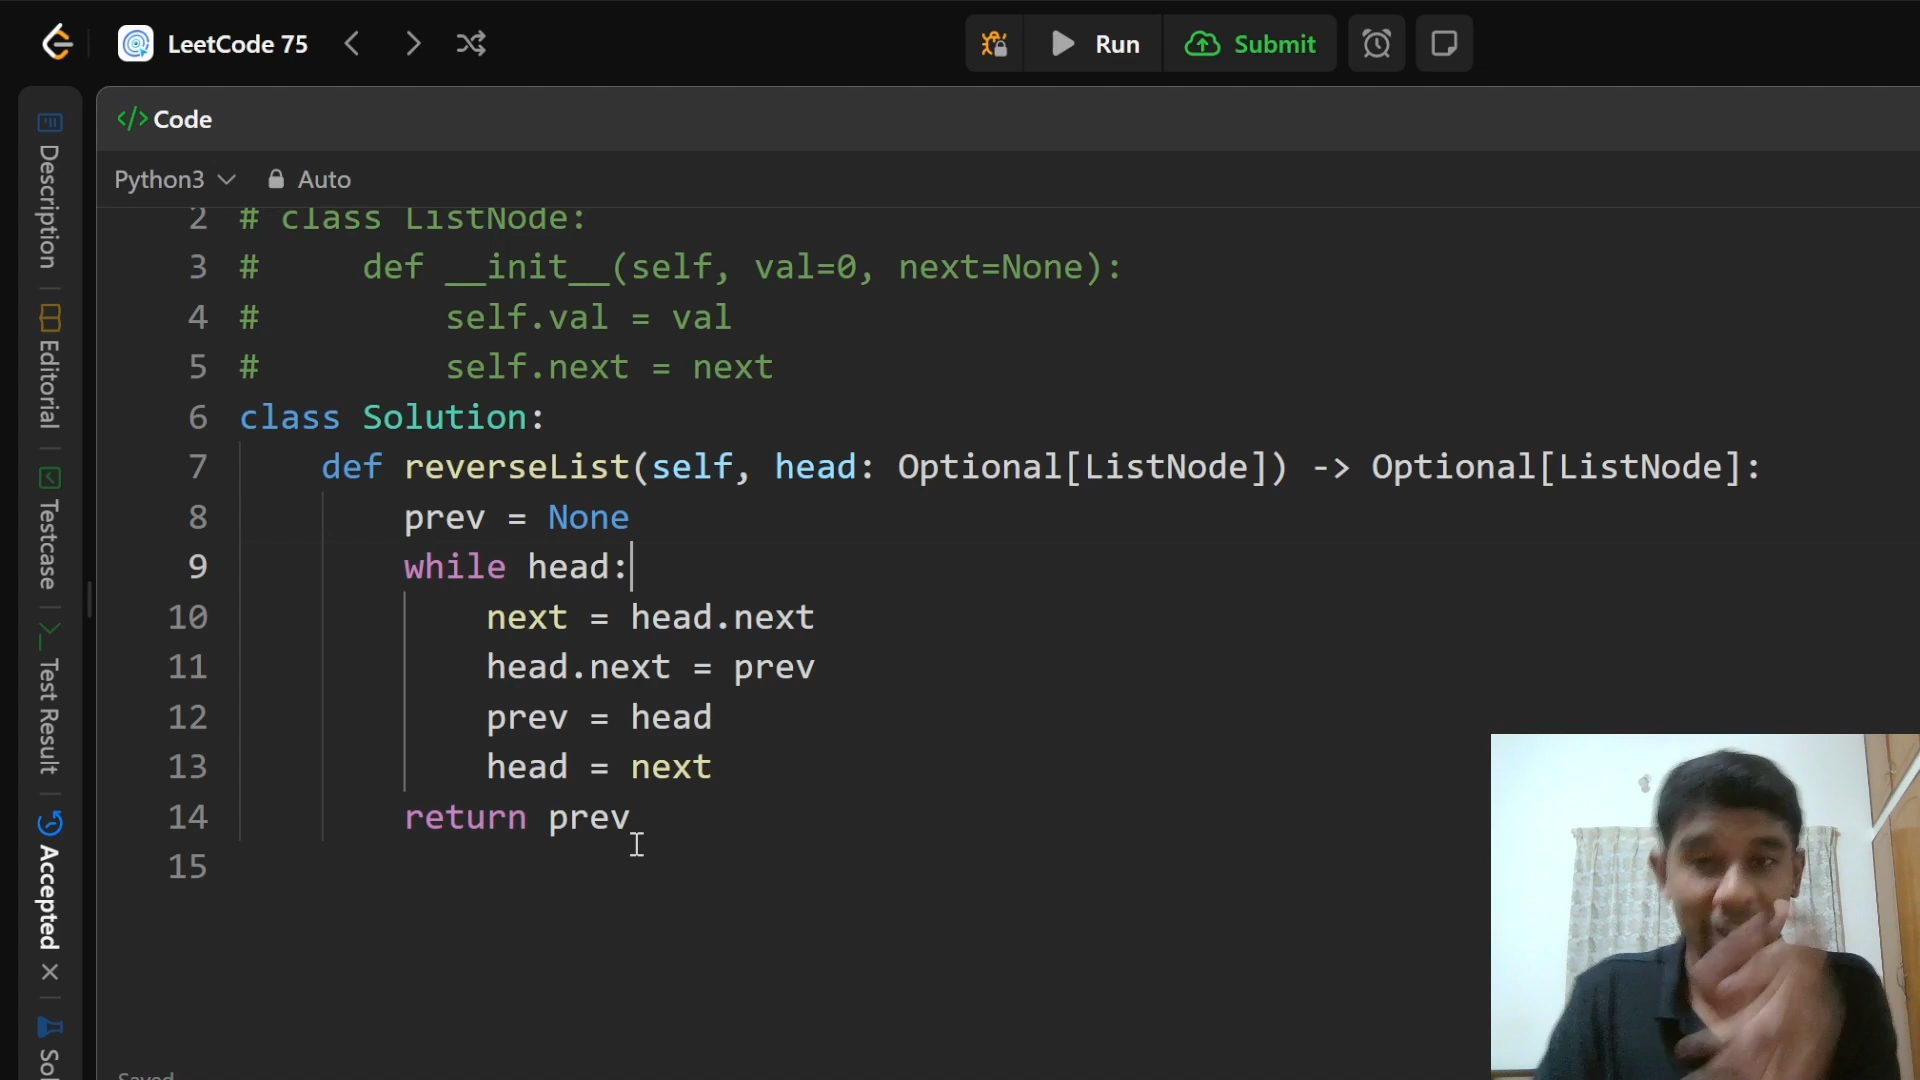 LeetCode 75
Run
Submit
</> Code
Python3
Auto
Description
Editorial
Testcase
Test Result
Accepted
Sol
2 # class ListNode:
3 # def __init__(self, val=0, next=None):
4 # self.val = val
5 # self.next = next
6 class Solution:
7 def reverseList(self, head: Optional[ListNode]) -> Optional[ListNode]:
8 prev = None
9 while head:
10 next = head.next
11 head.next = prev
12 prev = head
13 head = next
14 return prev
15
Saved